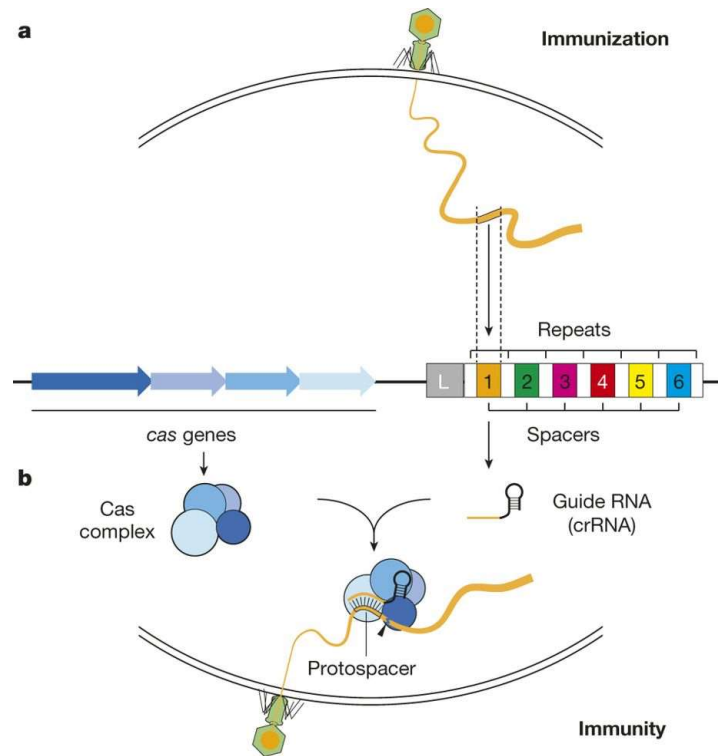 a
Immunization
Repeats
L 1 2 3 4 5 6
cas genes
Spacers
b
Cas
complex
Guide RNA
(crRNA)
Protospacer
Immunity